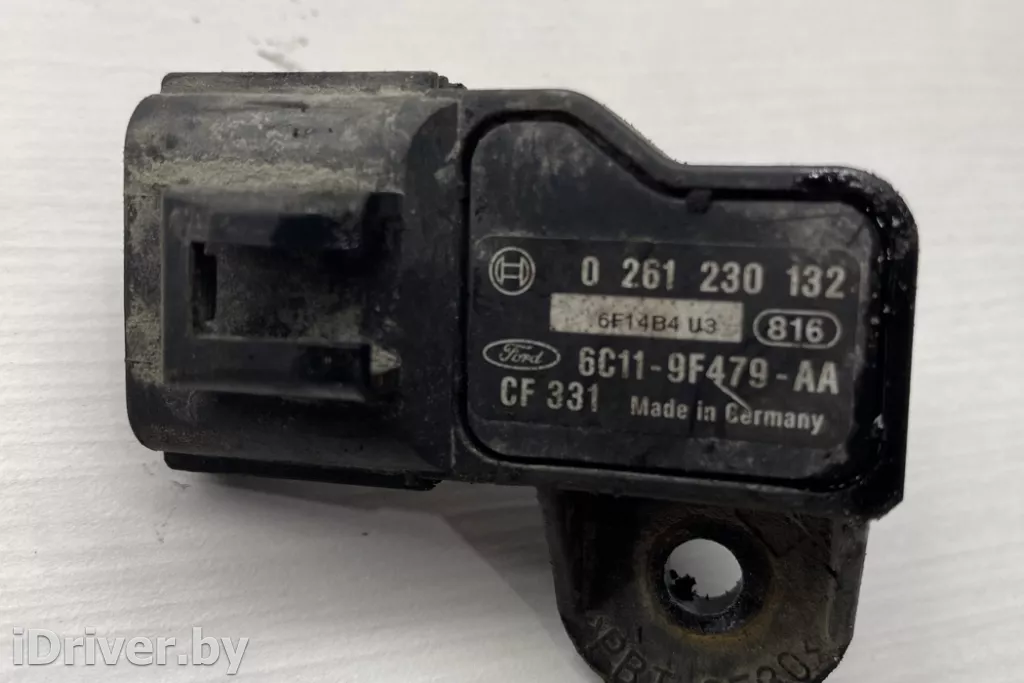 0 261 230 132
6F14B4 U3
816
Ford
6C11-9F479-AA
CF 331
Made in Germany
iDriver.by